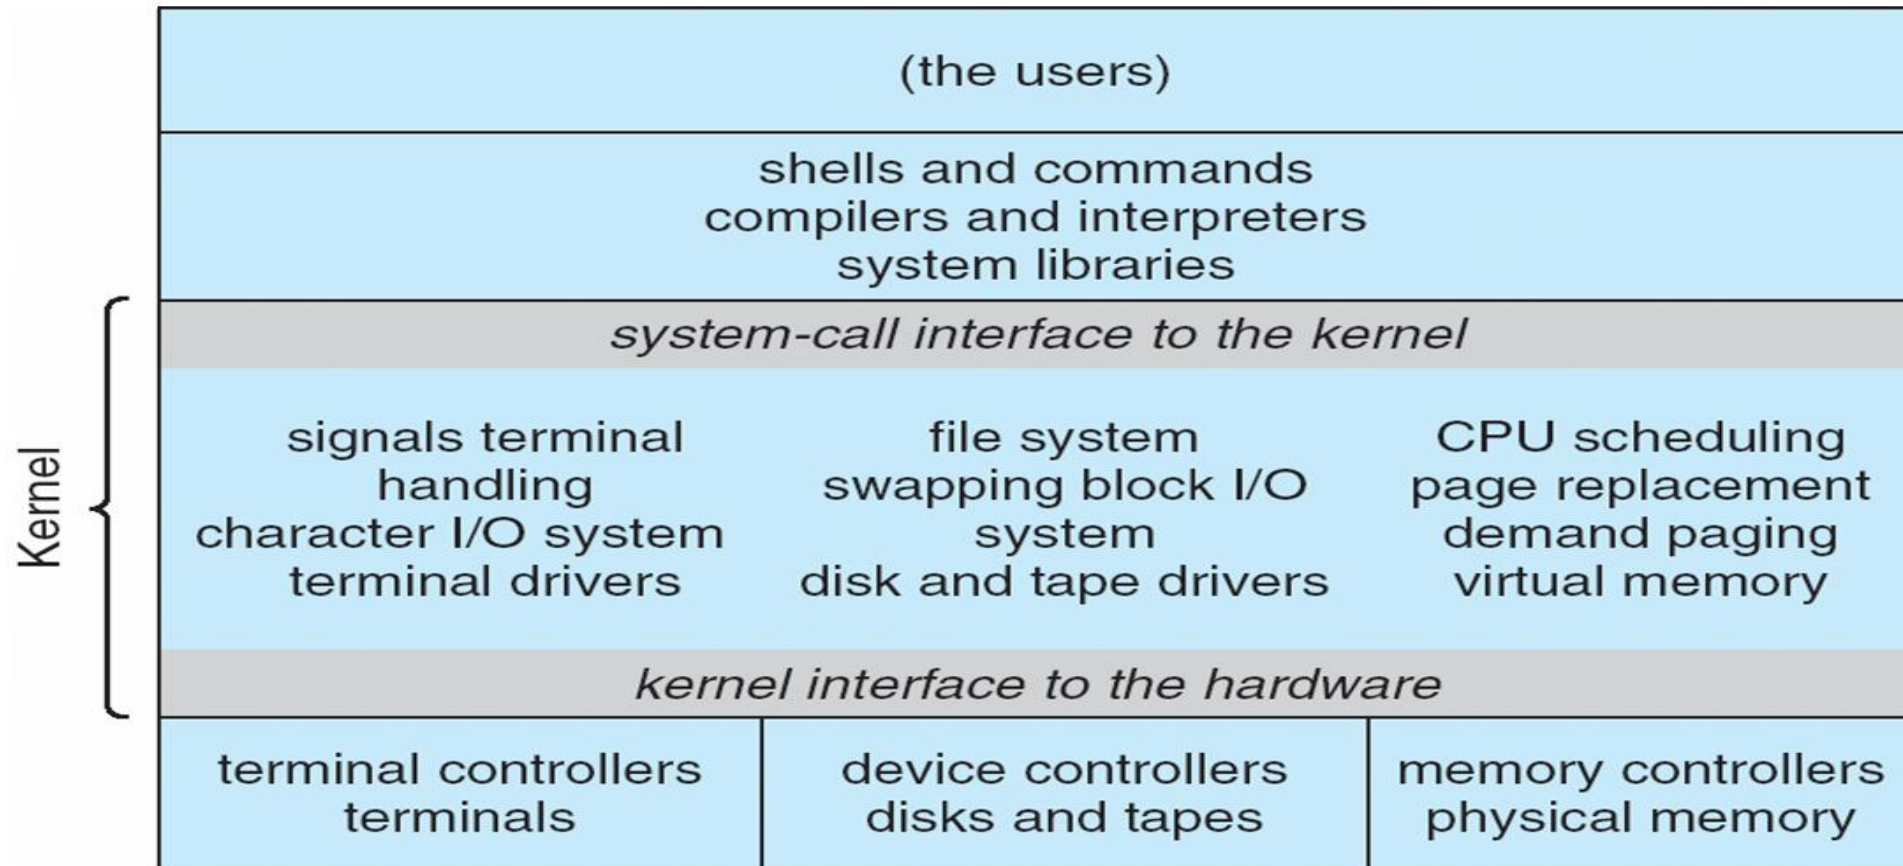 (the users)
shells and commands
compilers and interpreters
system libraries
Kernel
system-call interface to the kernel
signals terminal
handling
character I/O system
terminal drivers
file system
swapping block I/O
system
disk and tape drivers
CPU scheduling
page replacement
demand paging
virtual memory
kernel interface to the hardware
terminal controllers
terminals
device controllers
disks and tapes
memory controllers
physical memory